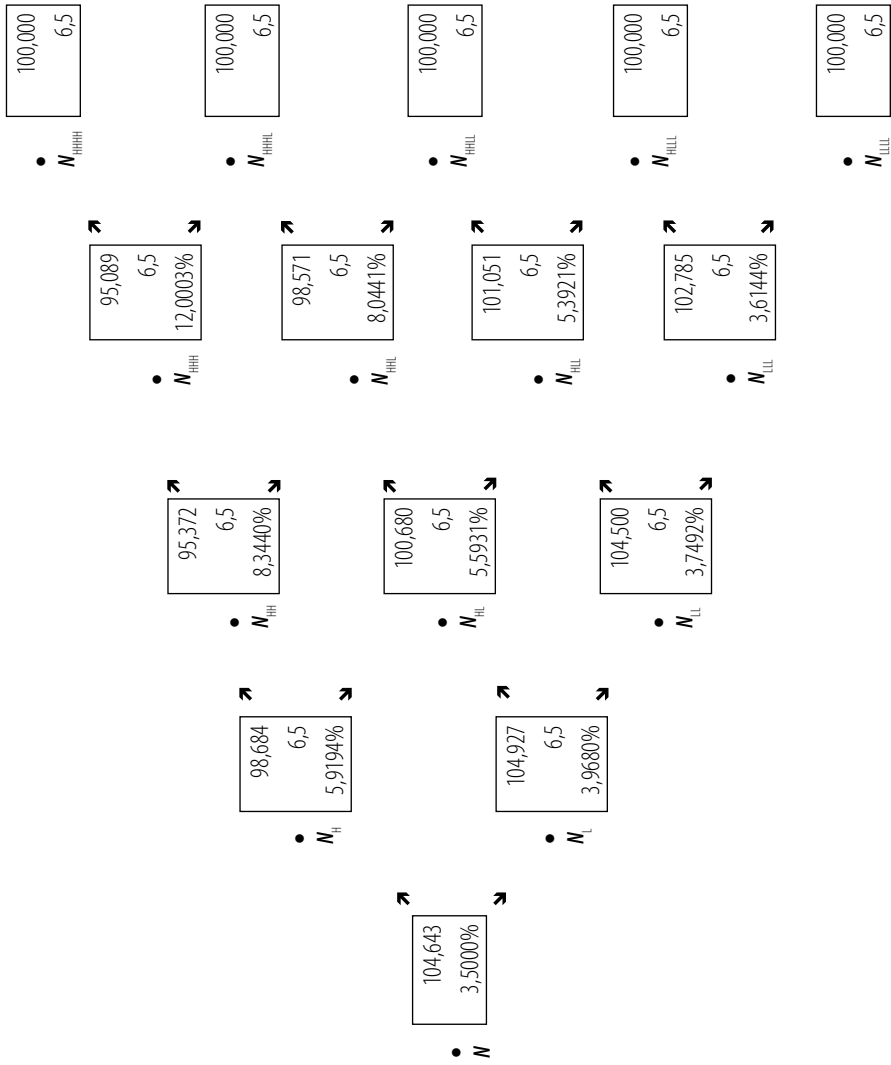 N
104,643
3,5000%
N_H
98,684
6,5
5,9194%
N_L
104,927
6,5
3,9680%
N_HH
95,372
6,5
8,3440%
N_HL
100,680
6,5
5,5931%
N_LL
104,500
6,5
3,7492%
N_HHH
95,089
6,5
12,0003%
N_HHL
98,571
6,5
8,0441%
N_HLL
101,051
6,5
5,3921%
N_LLL
102,785
6,5
3,6144%
N_HHHH
100,000
6,5
N_HHHL
100,000
6,5
N_HHLL
100,000
6,5
N_HLLL
100,000
6,5
N_LLLL
100,000
6,5